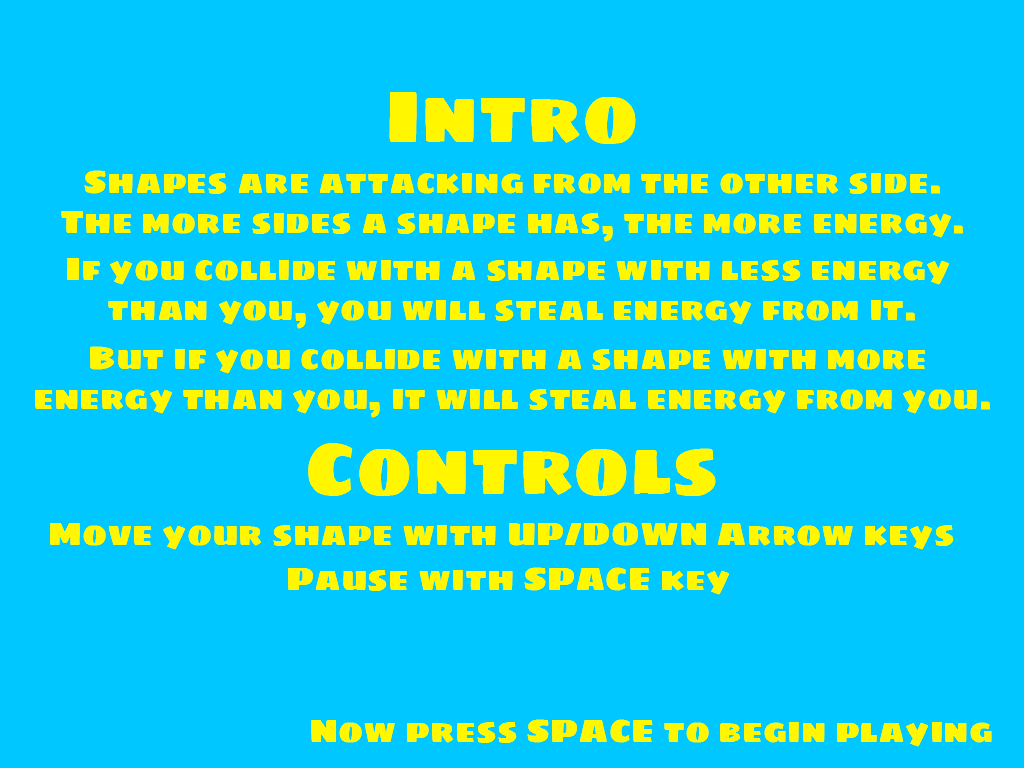 Intro
Shapes are attacking from the other side.
The more sides a shape has, the more energy.
If you collide with a shape with less energy
than you, you will steal energy from it.
But if you collide with a shape with more
energy than you, it will steal energy from you.
Controls
Move your shape with UP/DOWN Arrow keys
Pause with SPACE key
Now press SPACE to begin playing